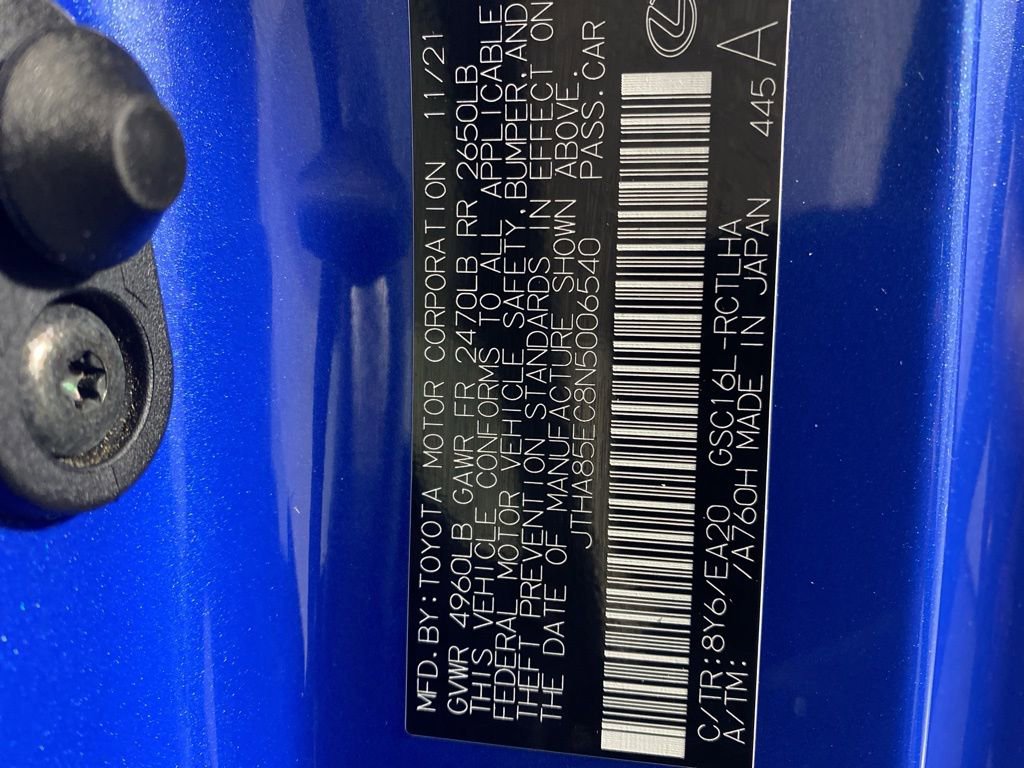 MFD.BY:TOYOTA MOTOR CORPORATION 11/21
GVWR 4960LB GAWR FR 2470LB RR 2650LB
THIS VEHICLE CONFORMS TO ALL APPLICABLE
FEDERAL MOTOR VEHICLE SAFETY, BUMPER, AND
THEFT PREVENTION STANDARDS IN EFFECT ON
THE DATE OF MANUFACTURE SHOWN ABOVE.
JTHA85EC8N5006540 PASS.CAR
C/TR:8Y6/EA20 GSC16L-RCTLHA
A/TM: /A760H MADE IN JAPAN 445 A